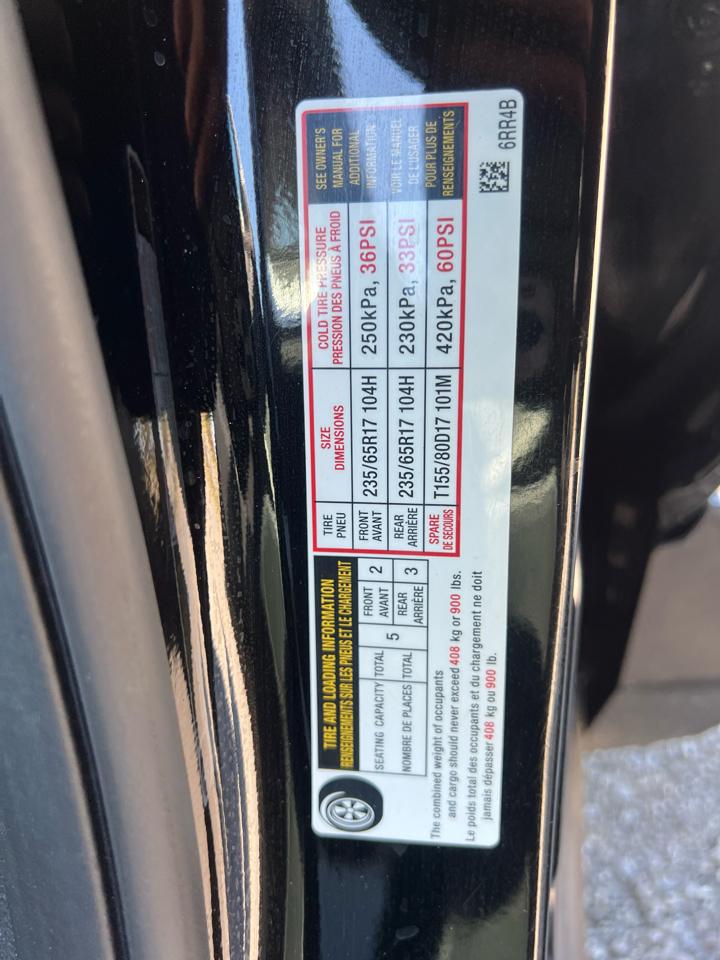 TIRE AND LOADING INFORMATION
RENSEIGNEMENTS SUR LES PNEUS ET LE CHARGEMENT
SEATING CAPACITY TOTAL 5 FRONT AVANT 2
NOMBRE DE PLACES TOTAL REAR ARRIÈRE 3
The combined weight of occupants
and cargo should never exceed 408 kg or 900 lbs.
Le poids total des occupants et du chargement ne doit
jamais dépasser 408 kg ou 900 lb.
TIRE PNEU SIZE DIMENSIONS COLD TIRE PRESSURE PRESSION DES PNEUS À FROID
FRONT AVANT 235/65R17 104H 250kPa, 36PSI
REAR ARRIÈRE 235/65R17 104H 230kPa, 33PSI
SPARE DE SECOURS T155/80D17 101M 420kPa, 60PSI
SEE OWNER'S
MANUAL FOR
ADDITIONAL
INFORMATION
VOIR LE MANUEL
DE L'USAGER
POUR PLUS DE
RENSEIGNEMENTS
6RR4B